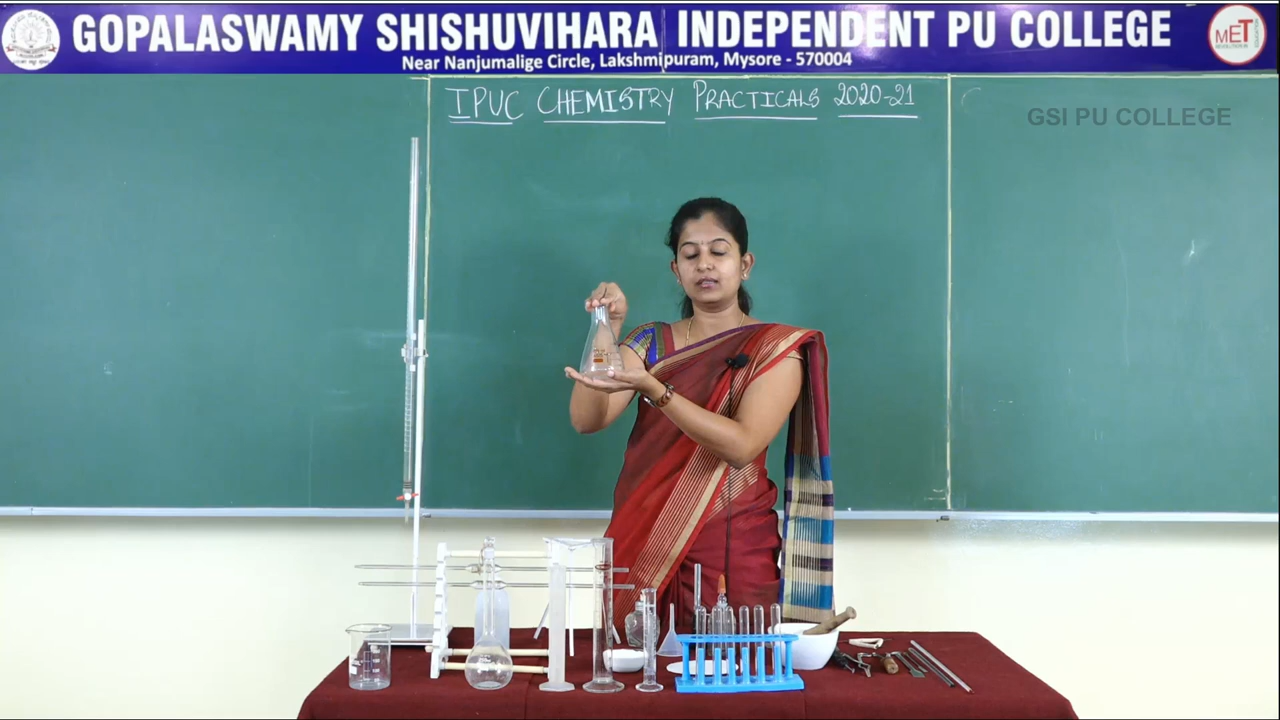 GOPALASWAMY SHISHUVIHARA INDEPENDENT PU COLLEGE
Near Nanjumalige Circle, Lakshmipuram, Mysore - 570004
MET
IPUC CHEMISTRY PRACTICALS 2020-21
GSI PU COLLEGE